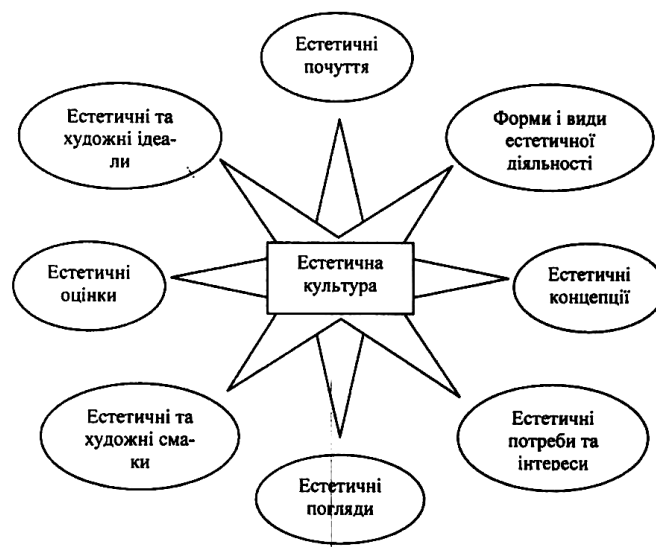 Естетичні
почуття
Естетичні та
художні ідеа-
ли
Форми і види
естетичної
діяльності
Естетичні
оцінки
Естетична
культура
Естетичні
концепції
Естетичні та
художні сма-
ки
Естетичні
потреби та
інтереси
Естетичні
погляди